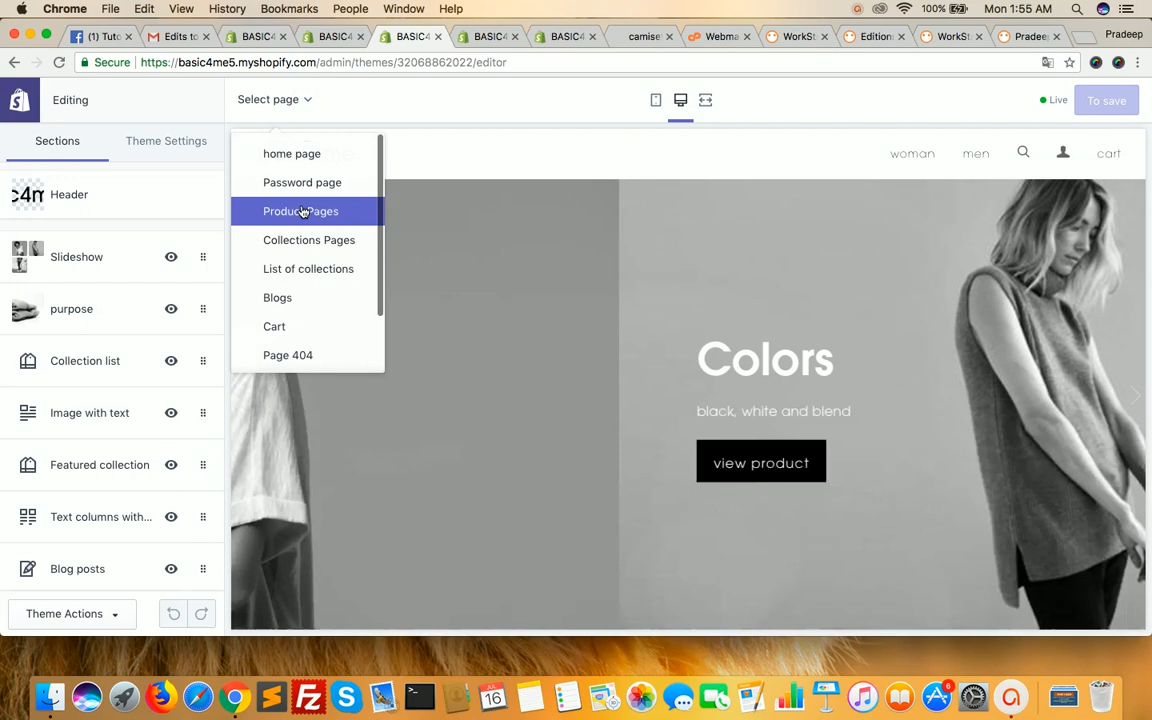 Chrome File Edit View History Bookmarks People Window Help 100% Mon 1:55 AM
(1) Tuto Edits to BASIC4 BASIC4 BASIC4 BASIC4 BASIC4 camise Webma WorkSt Edition WorkSt Pradee Pradeep
Secure https://basic4me5.myshopify.com/admin/themes/32068862022/editor
Editing Select page Live To save
Sections Theme Settings
home page
Password page
Product Pages
Collections Pages
List of collections
Blogs
Cart
Page 404
woman men cart
c4m Header
Slideshow
purpose
Collection list
Image with text
Featured collection
Text columns with...
Blog posts
Theme Actions
Colors
black, white and blend
view product
JUL
16
6